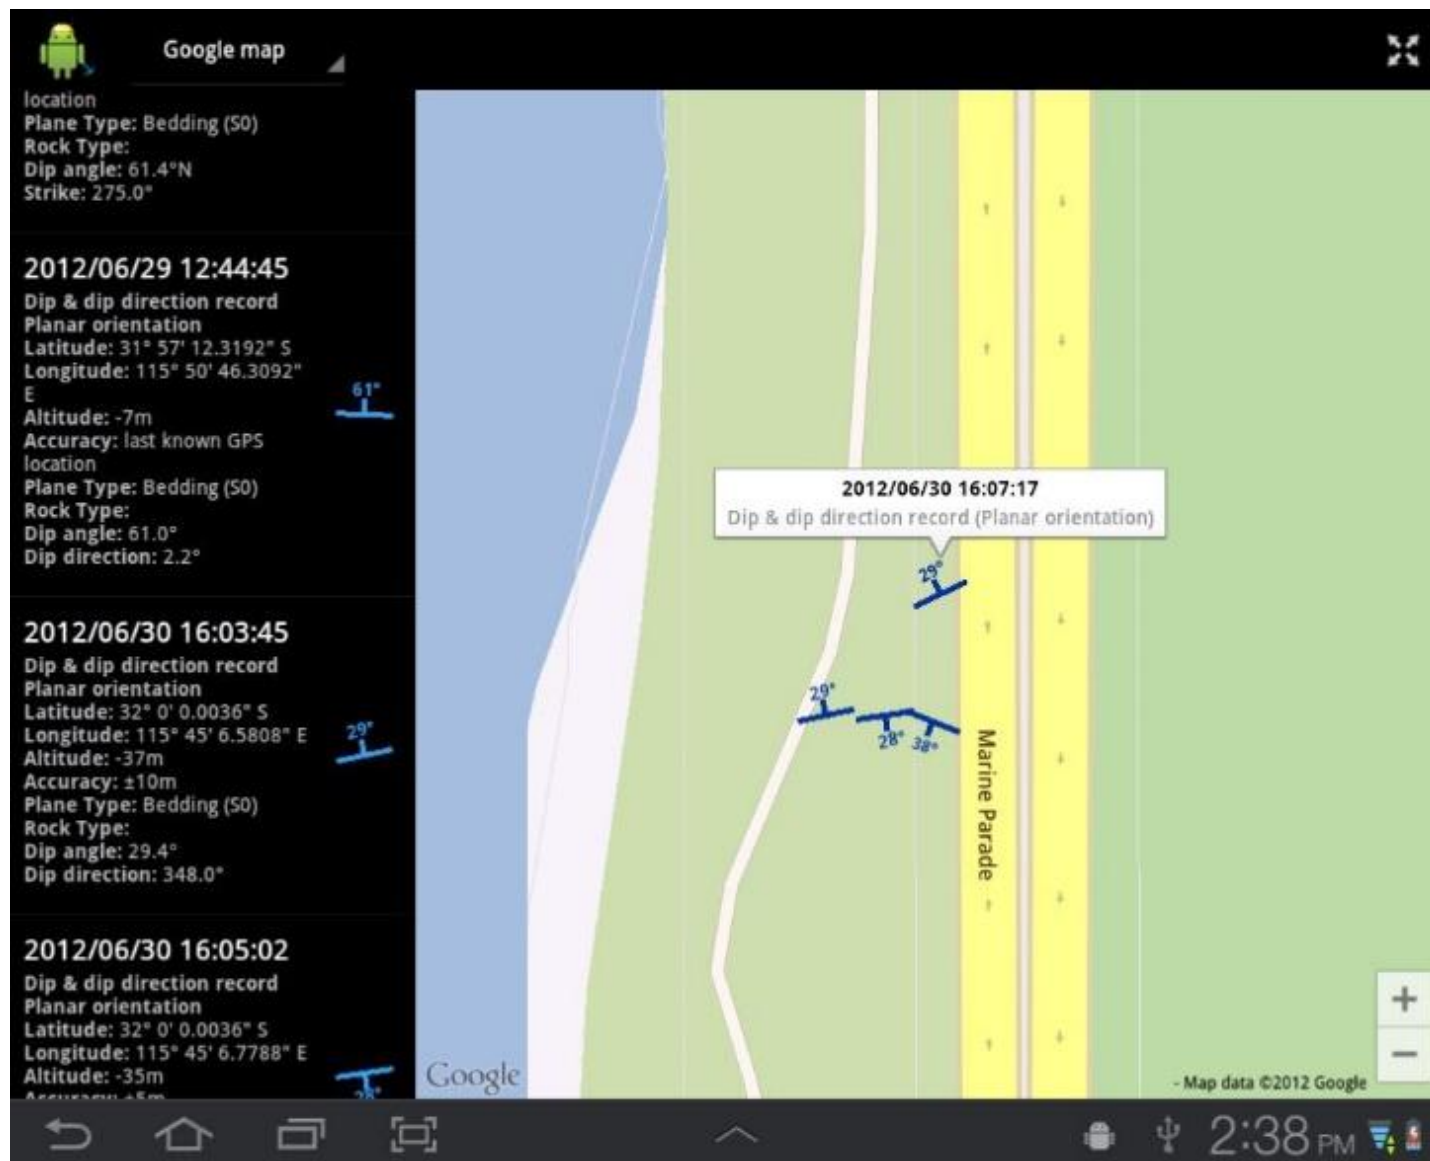 Google map
location
Plane Type: Bedding (S0)
Rock Type:
Dip angle: 61.4°N
Strike: 275.0°
2012/06/29 12:44:45
Dip & dip direction record
Planar orientation
Latitude: 31° 57' 12.3192" S
Longitude: 115° 50' 46.3092"
E
Altitude: -7m
Accuracy: last known GPS
location
Plane Type: Bedding (S0)
Rock Type:
Dip angle: 61.0°
Dip direction: 2.2°
61°
2012/06/30 16:03:45
Dip & dip direction record
Planar orientation
Latitude: 32° 0' 0.0036" S
Longitude: 115° 45' 6.5808" E
Altitude: -37m
Accuracy: ±10m
Plane Type: Bedding (S0)
Rock Type:
Dip angle: 29.4°
Dip direction: 348.0°
29°
2012/06/30 16:05:02
Dip & dip direction record
Planar orientation
Latitude: 32° 0' 0.0036" S
Longitude: 115° 45' 6.7788" E
Altitude: -35m
Accuracy: ±5m
28°
2012/06/30 16:07:17
Dip & dip direction record (Planar orientation)
29°
29°
28°
38°
Marine Parade
Google
- Map data ©2012 Google
2:38 PM